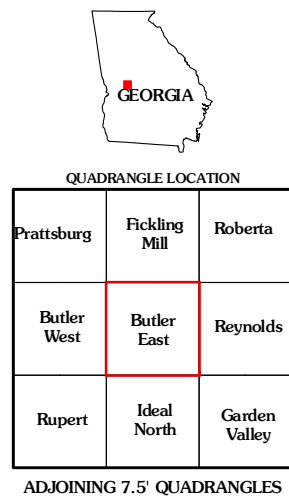 GEORGIA
QUADRANGLE LOCATION
Prattsburg
Fickling
Mill
Roberta
Butler
West
Butler
East
Reynolds
Rupert
Ideal
North
Garden
Valley
ADJOINING 7.5' QUADRANGLES